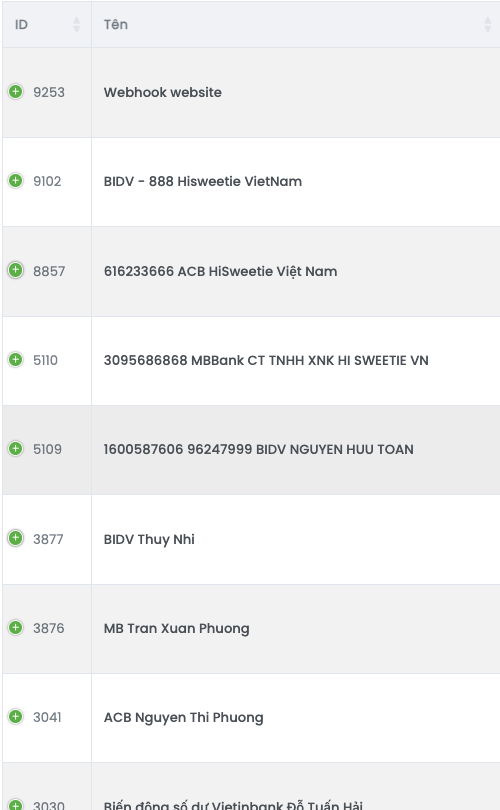 ID Tên
9253 Webhook website
9102 BIDV - 888 Hisweetie VietNam
8857 616233666 ACB HiSweetie Việt Nam
5110 3095686868 MBBank CT TNHH XNK HI SWEETIE VN
5109 1600587606 96247999 BIDV NGUYEN HUU TOAN
3877 BIDV Thuy Nhi
3876 MB Tran Xuan Phuong
3041 ACB Nguyen Thi Phuong
3030 Biến động số dư Vietinbank Đỗ Tuấn Hải